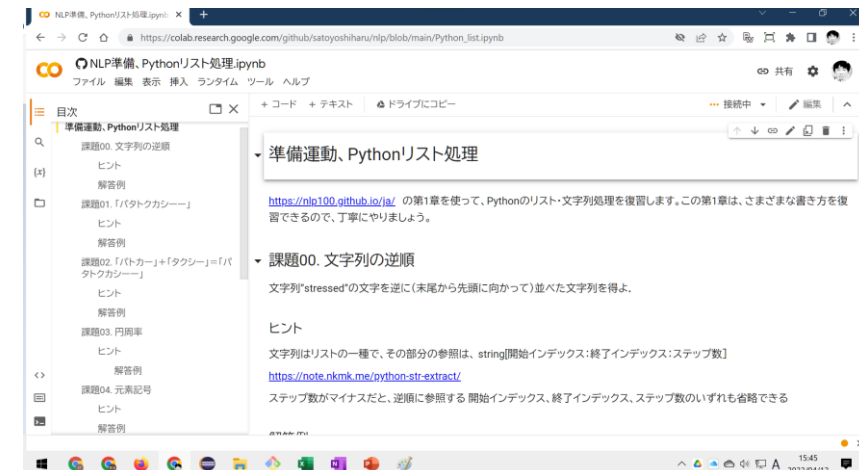 NLP準備、Pythonリスト処理.ipynb
https://colab.research.google.com/github/satoyoshiharu/nlp/blob/main/Python_list.ipynb
NLP準備、Pythonリスト処理.ipynb
ファイル 編集 表示 挿入 ランタイム ツール ヘルプ
共有
目次
準備運動、Pythonリスト処理
課題00. 文字列の逆順
ヒント
解答例
課題01. 「パタトクカシーー」
ヒント
解答例
課題02. 「パトカー」+「タクシー」=「パ
タトクカシーー」
ヒント
解答例
課題03. 円周率
ヒント
解答例
課題04. 元素記号
ヒント
解答例
+ コード + テキスト ドライブにコピー
接続中 編集
準備運動、Pythonリスト処理
https://nlp100.github.io/ja/ の第1章を使って、Pythonのリスト・文字列処理を復習します。この第1章は、さまざまな書き方を復
習できるので、丁寧にやりましょう。
課題00. 文字列の逆順
文字列"stressed"の文字を逆に(末尾から先頭に向かって)並べた文字列を得よ.
ヒント
文字列はリストの一種で、その部分の参照は、 string[開始インデックス:終了インデックス:ステップ数]
https://note.nkmk.me/python-str-extract/
ステップ数がマイナスだと、逆順に参照する 開始インデックス、終了インデックス、ステップ数のいずれも省略できる
A
15:45